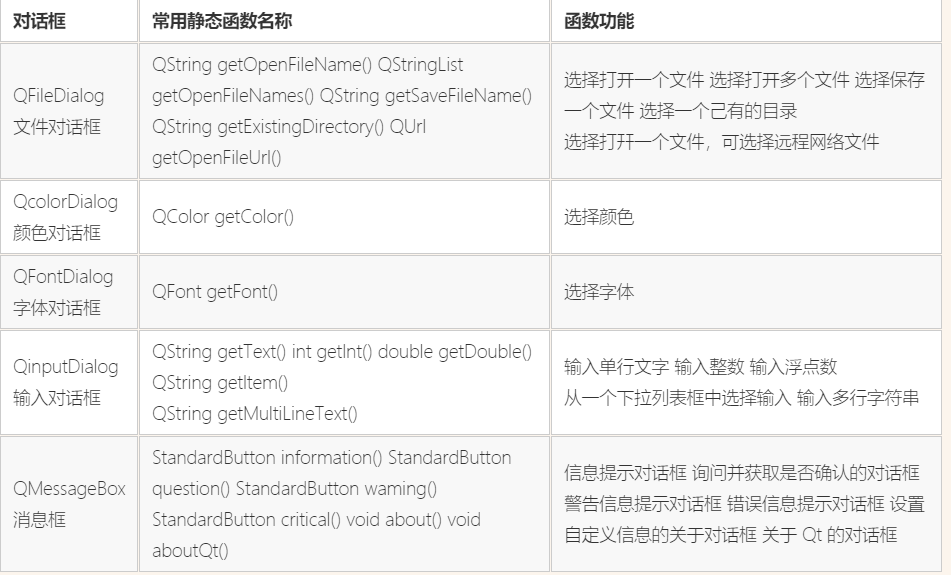 对话框 常用静态函数名称 函数功能
QFileDialog
文件对话框
QString getOpenFileName() QStringList
getOpenFileNames() QString getSaveFileName()
QString getExistingDirectory() QUrl
getOpenFileUrl()
选择打开一个文件 选择打开多个文件 选择保存
一个文件 选择一个己有的目录
选择打幵一个文件，可选择远程网络文件
QcolorDialog
颜色对话框
QColor getColor()
选择颜色
QFontDialog
字体对话框
QFont getFont()
选择字体
QinputDialog
输入对话框
QString getText() int getInt() double getDouble()
QString getltem()
QString getMultiLineText()
输入单行文字 输入整数 输入浮点数
从一个下拉列表框中选择输入 输入多行字符串
QMessageBox
消息框
StandardButton information() StandardButton
question() StandardButton waming()
StandardButton critical() void about() void
aboutQt()
信息提示对话框 询问并获取是否确认的对话框
警告信息提示对话框 错误信息提示对话框 设置
自定义信息的关于对话框 关于 Qt 的对话框